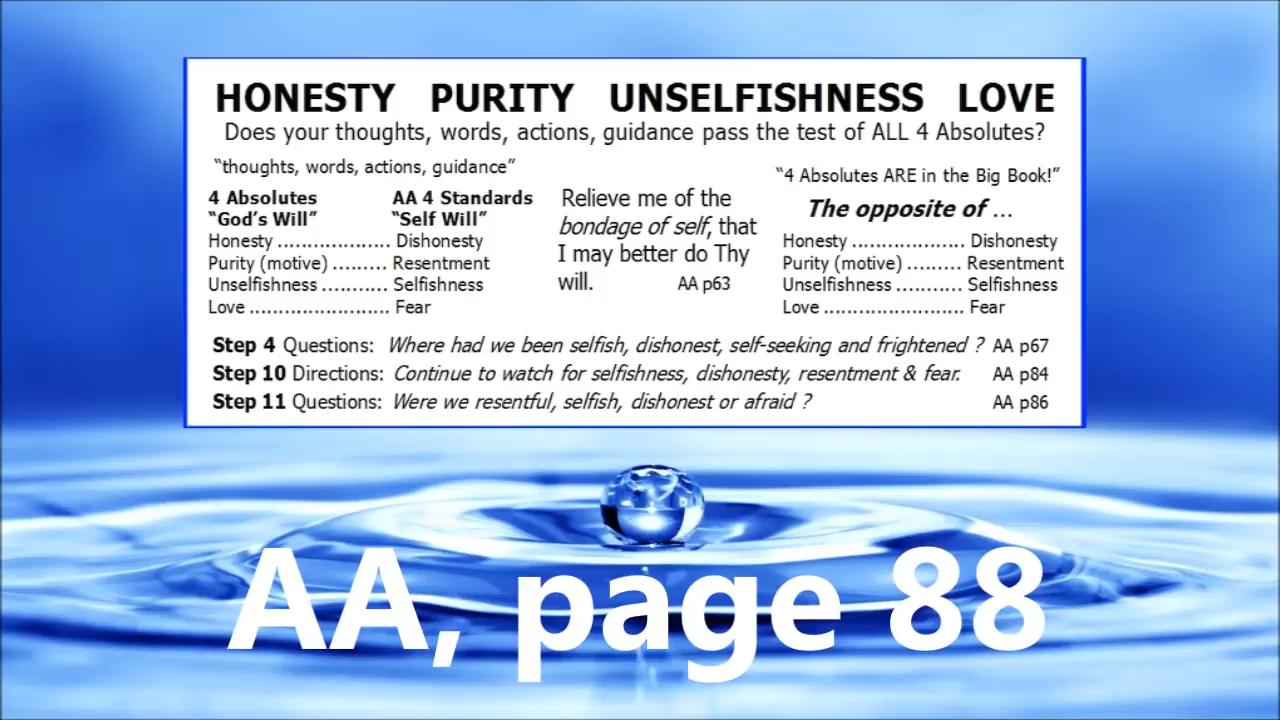 HONESTY PURITY UNSELFISHNESS LOVE
Does your thoughts, words, actions, guidance pass the test of ALL 4 Absolutes?
“thoughts, words, actions, guidance”
4 Absolutes AA 4 Standards
“God’s Will” “Self Will”
Honesty ................... Dishonesty
Purity (motive) ......... Resentment
Unselfishness ........... Selfishness
Love ........................ Fear
Relieve me of the
bondage of self, that
I may better do Thy
will. AA p63
“4 Absolutes ARE in the Big Book!”
The opposite of ...
Honesty ................... Dishonesty
Purity (motive) ......... Resentment
Unselfishness ........... Selfishness
Love ........................ Fear
Step 4 Questions: Where had we been selfish, dishonest, self-seeking and frightened ? AA p67
Step 10 Directions: Continue to watch for selfishness, dishonesty, resentment & fear. AA p84
Step 11 Questions: Were we resentful, selfish, dishonest or afraid ? AA p86
AA, page 88